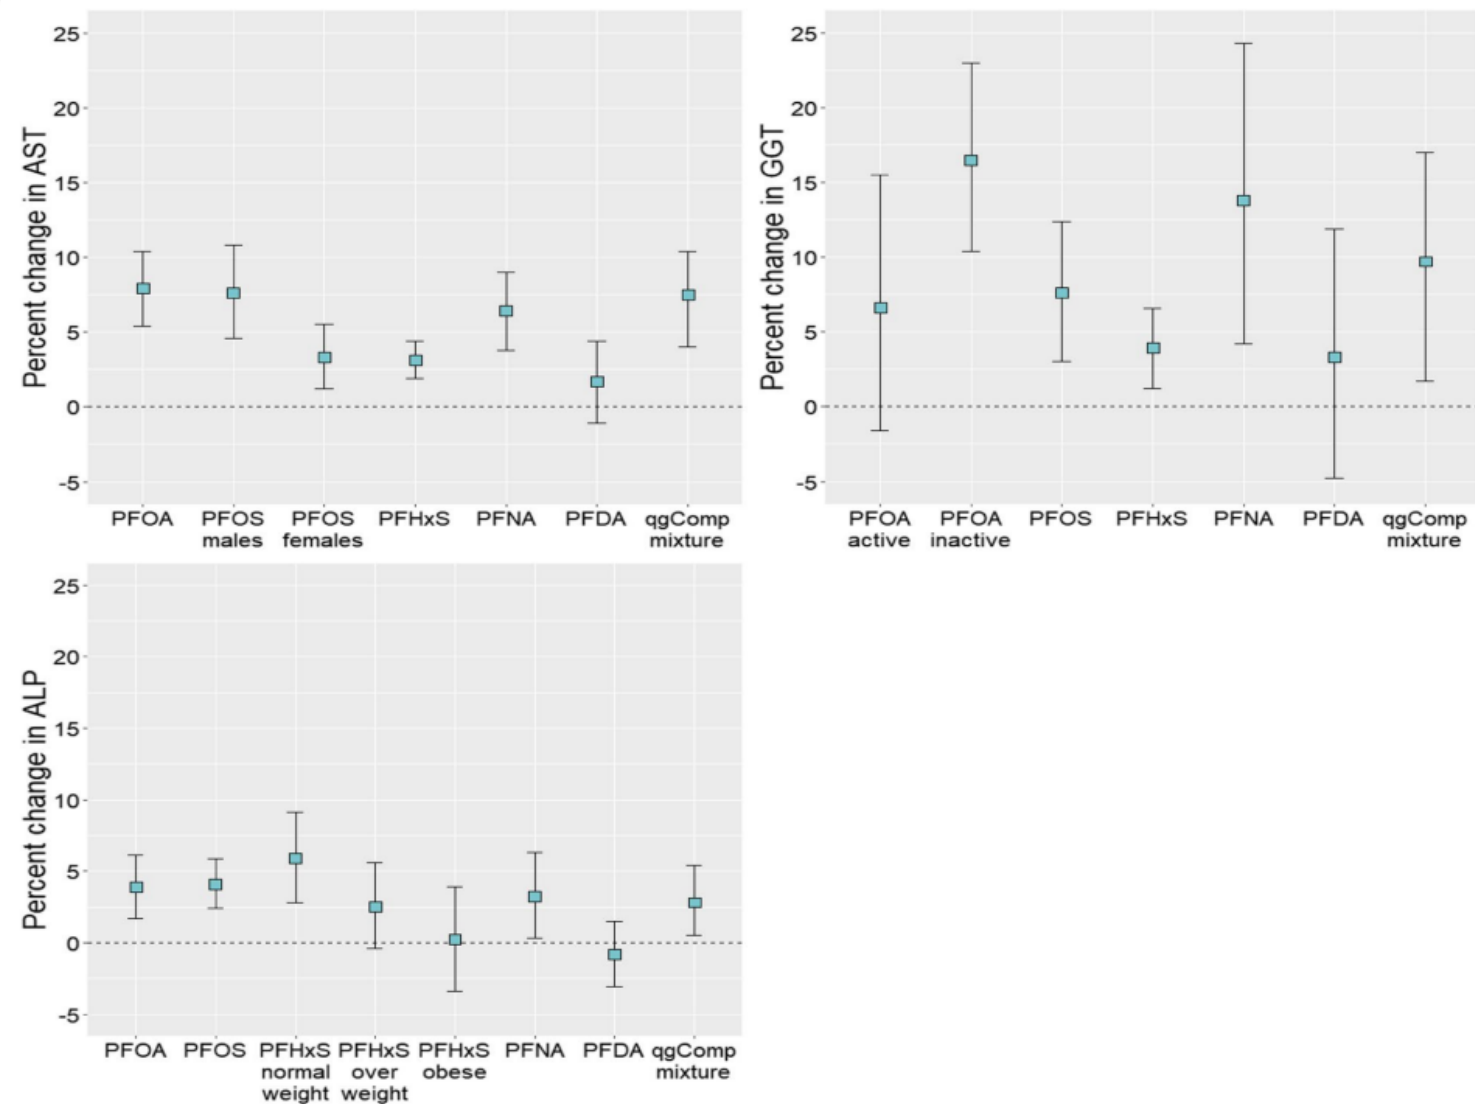 Percent change in AST
25
20
15
10
5
0
-5
PFOA PFOS PFOS PFHxS PFNA PFDA qgComp
males females mixture
Percent change in GGT
25
20
15
10
5
0
-5
PFOA PFOA PFOS PFHxS PFNA PFDA qgComp
active inactive mixture
Percent change in ALP
25
20
15
10
5
0
-5
PFOA PFOS PFHxS PFHxS PFHxS PFNA PFDA qgComp
normal over obese mixture
weight weight